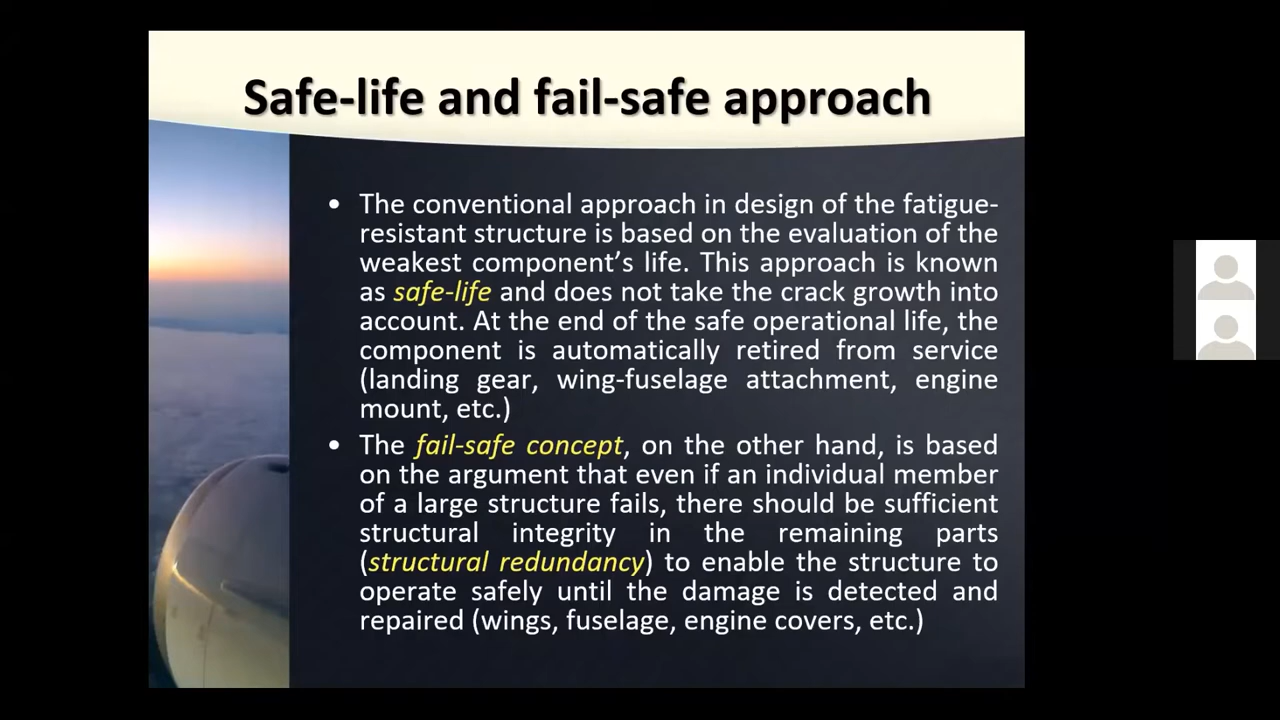 Safe-life and fail-safe approach
• The conventional approach in design of the fatigue-
resistant structure is based on the evaluation of the
weakest component’s life. This approach is known
as safe-life and does not take the crack growth into
account. At the end of the safe operational life, the
component is automatically retired from service
(landing gear, wing-fuselage attachment, engine
mount, etc.)
• The fail-safe concept, on the other hand, is based
on the argument that even if an individual member
of a large structure fails, there should be sufficient
structural integrity in the remaining parts
(structural redundancy) to enable the structure to
operate safely until the damage is detected and
repaired (wings, fuselage, engine covers, etc.)